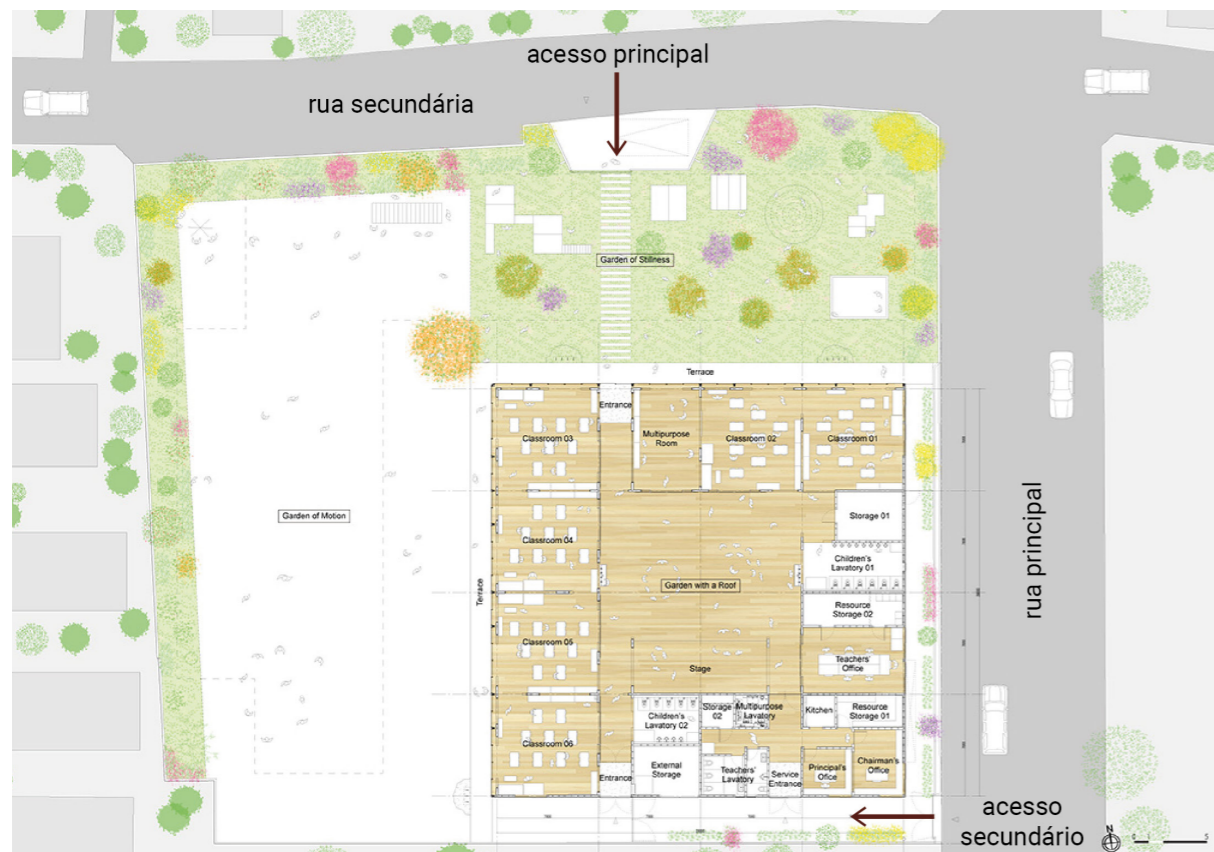 acesso principal
rua secundária
Garden of Stillness
Terrace
Entrance
Classroom 03
Multipurpose
Room
Classroom 02
Classroom 01
Storage 01
Garden of Motion
Classroom 04
Children's
Lavatory 01
Garden with a Roof
Terrace
rua principal
Resource
Storage 02
Classroom 05
Stage
Teachers'
Office
Children's
Lavatory 02
Storage
02
Multipurpose
Lavatory
Kitchen
Resource
Storage 01
Classroom 06
External
Storage
Entrance
Teachers'
Lavatory
Service
Entrance
Principal's
Ofice
Chairman's
Office
acesso
secundário
N